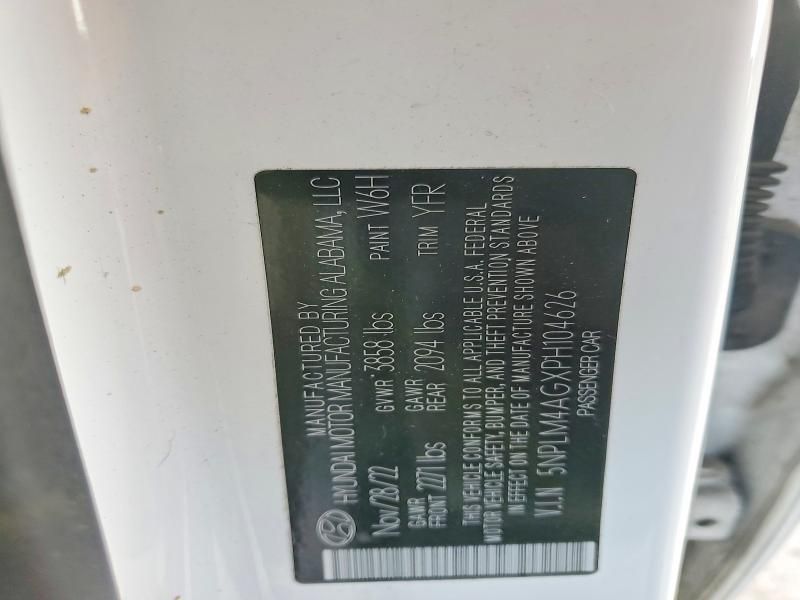 MANUFACTURED BY
HYUNDAI MOTOR MANUFACTURING ALABAMA, LLC
Nov/28/22 GVWR 3858 lbs PAINT W6H
GAWR GAWR
FRONT 2271 lbs REAR 2094 lbs TRIM YFR
THIS VEHICLE CONFORMS TO ALL APPLICABLE U.S.A. FEDERAL
MOTOR VEHICLE SAFETY, BUMPER, AND THEFT PREVENTION STANDARDS
IN EFFECT ON THE DATE OF MANUFACTURE SHOWN ABOVE
V.I.N 5NPLM4AGXPH104626
PASSENGER CAR